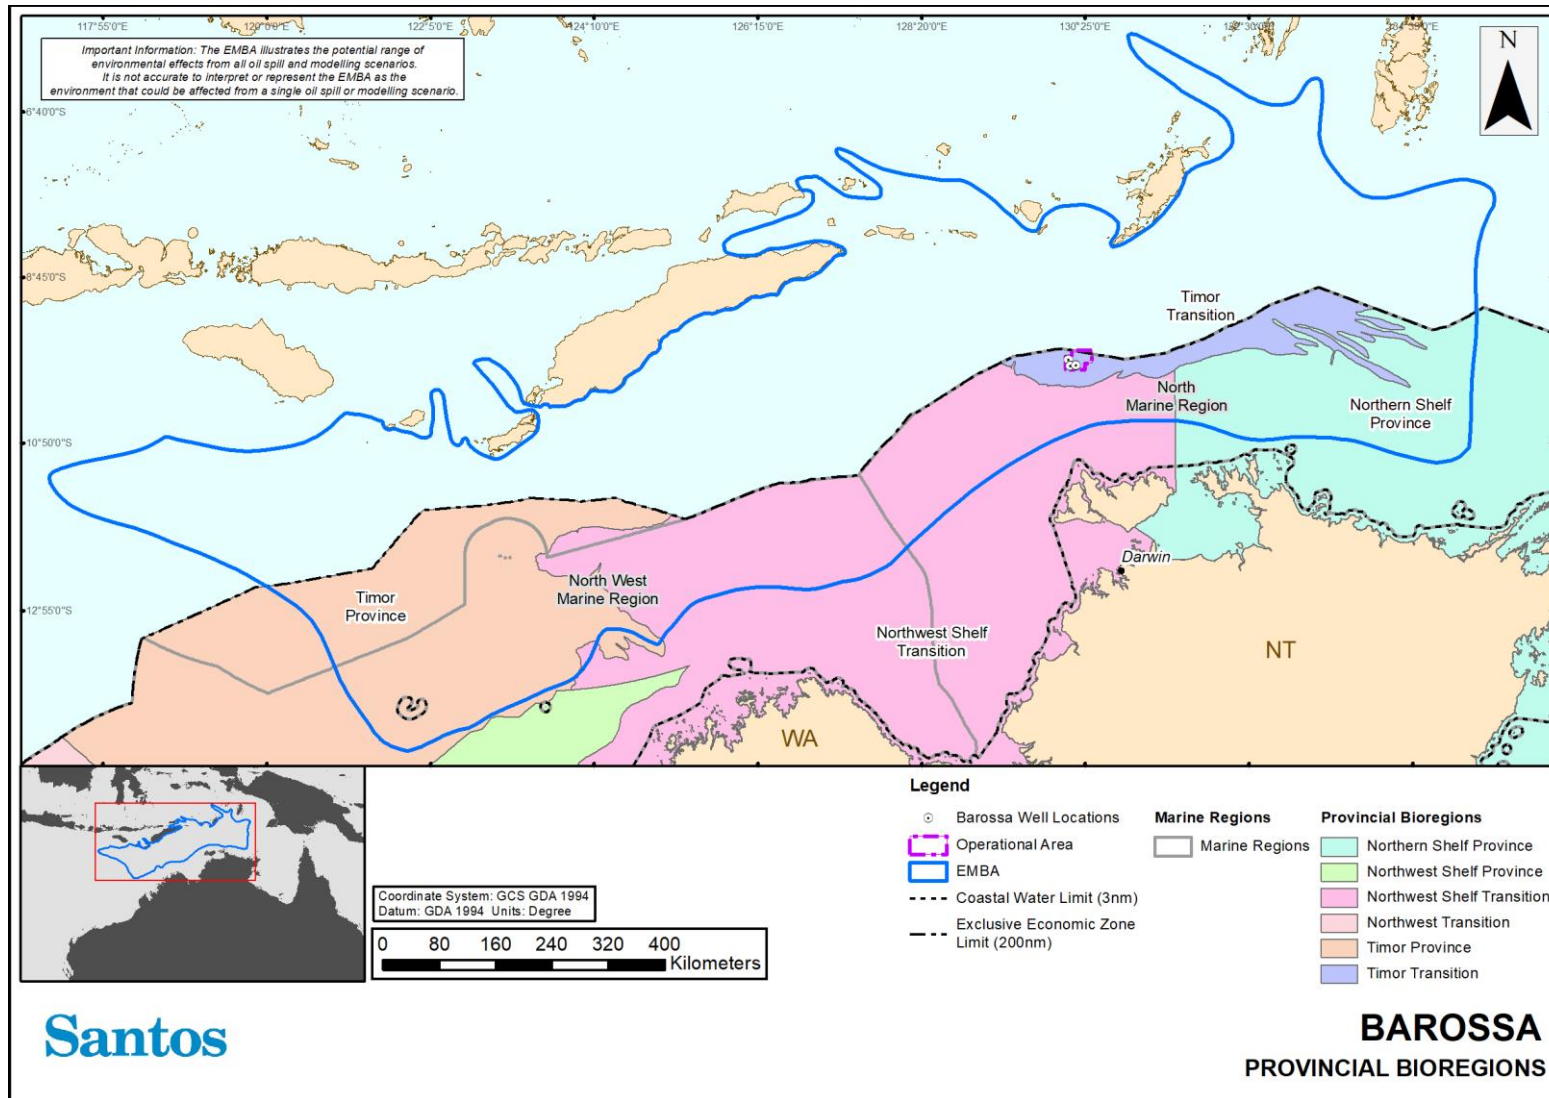 117°55'0"E
120°0'0"E
122°5'0"E
124°10'0"E
126°15'0"E
128°20'0"E
130°25'0"E
132°30'0"E
Important Information: The EMBA illustrates the potential range of
environmental effects from all oil spill and modelling scenarios.
It is not accurate to interpret or represent the EMBA as the
environment that could be affected from a single oil spill or modelling scenario.
N
6°40'0"S
8°45'0"S
10°50'0"S
12°55'0"S
Timor
Transition
North
Marine Region
Northern Shelf
Province
Darwin
North West
Marine Region
Timor
Province
Northwest Shelf
Transition
NT
WA
Legend
Barossa Well Locations
Operational Area
EMBA
Coastal Water Limit (3nm)
Exclusive Economic Zone
Limit (200nm)
Marine Regions
Marine Regions
Provincial Bioregions
Northern Shelf Province
Northwest Shelf Province
Northwest Shelf Transition
Northwest Transition
Timor Province
Timor Transition
Coordinate System: GCS GDA 1994
Datum: GDA 1994 Units: Degree
0 80 160 240 320 400
Kilometers
Santos
BAROSSA
PROVINCIAL BIOREGIONS